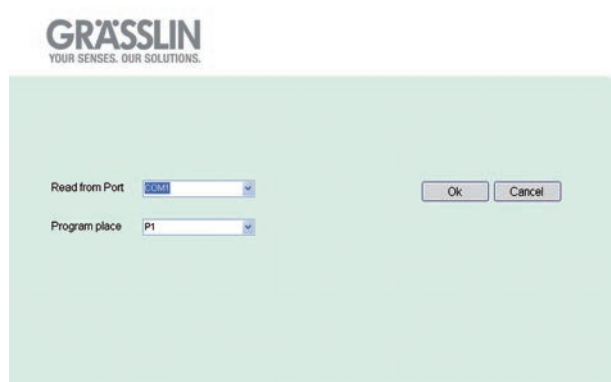 GRÄSSLIN
YOUR SENSES. OUR SOLUTIONS.
Read from Port COM1 Ok Cancel
Program place P1